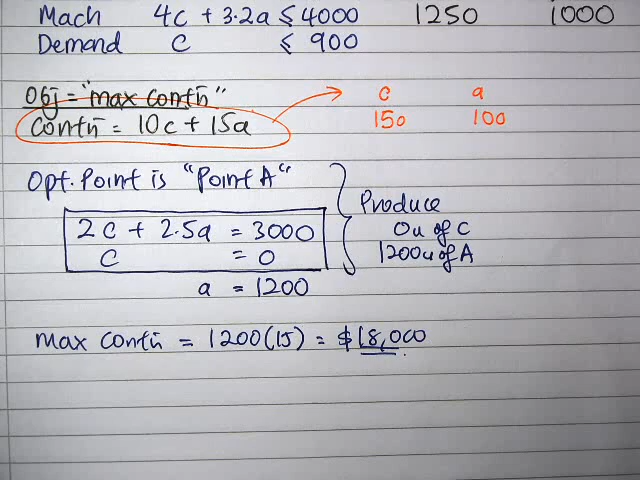 Mach 4c + 3.2a ≤ 4000 1250 1000
Demand c ≤ 900
Obj = "max contn̄" c a
contn̄ = 10c + 15a 150 100
Opt. Point is "Point A"
Produce
2c + 2.5a = 3000 0u of C
c = 0 1200u of A
a = 1200
max contn̄ = 1200(15) = $18,000